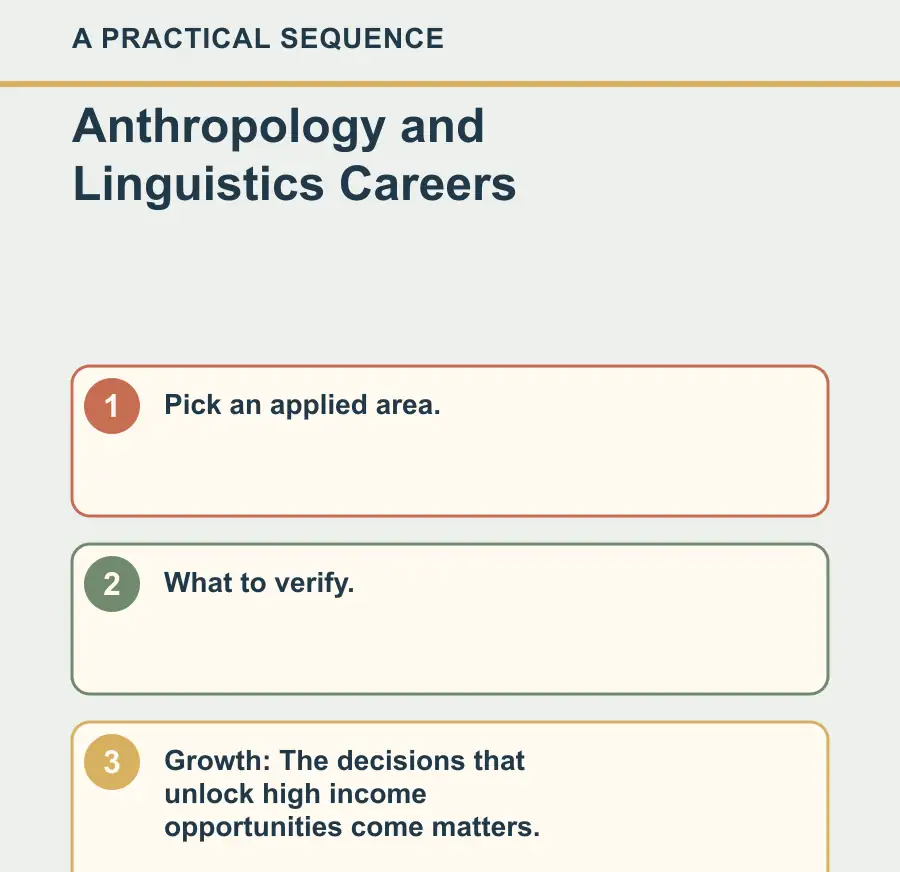 A PRACTICAL SEQUENCE
Anthropology and
Linguistics Careers
1
Pick an applied area.
2
What to verify.
3
Growth: The decisions that
unlock high income
opportunities come matters.